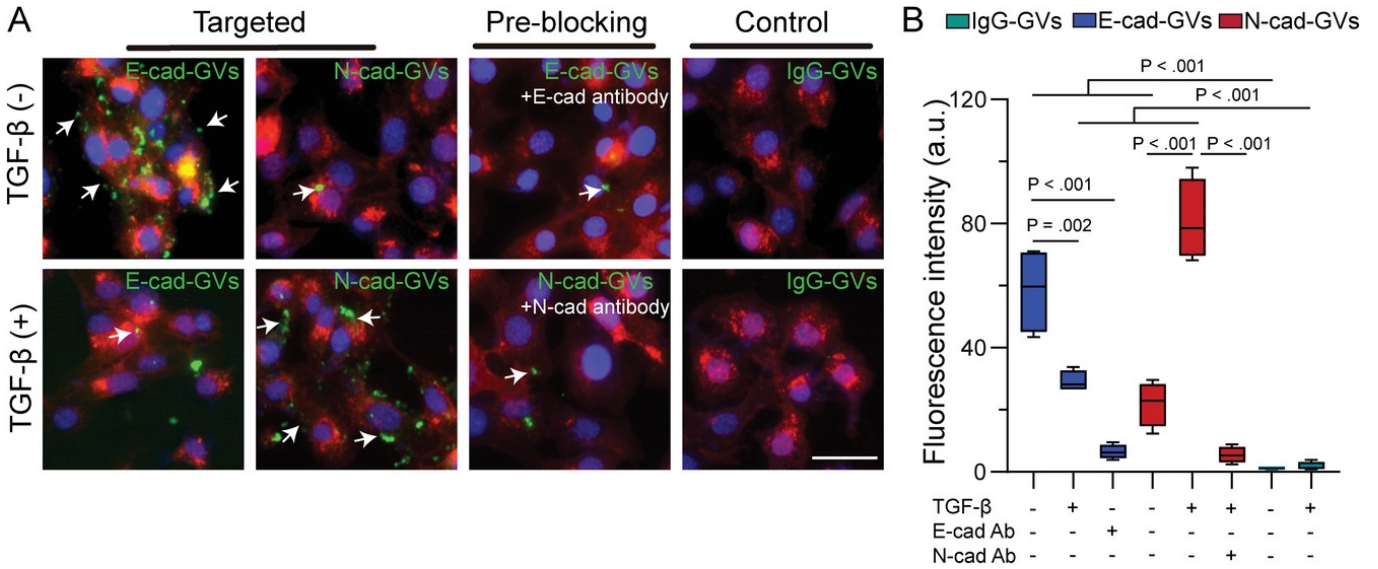 A
Targeted
Pre-blocking
Control
TGF-β (-)
E-cad-GVs
N-cad-GVs
E-cad-GVs
+E-cad antibody
IgG-GVs
TGF-β (+)
E-cad-GVs
N-cad-GVs
N-cad-GVs
+N-cad antibody
IgG-GVs
B
IgG-GVs E-cad-GVs N-cad-GVs
Fluorescence intensity (a.u.)
120
80
40
0
P < .001
P < .001
P < .001 P < .001
P < .001
P = .002
TGF-β - + - - + + - +
E-cad Ab - - + - - - - -
N-cad Ab - - - - - + - -